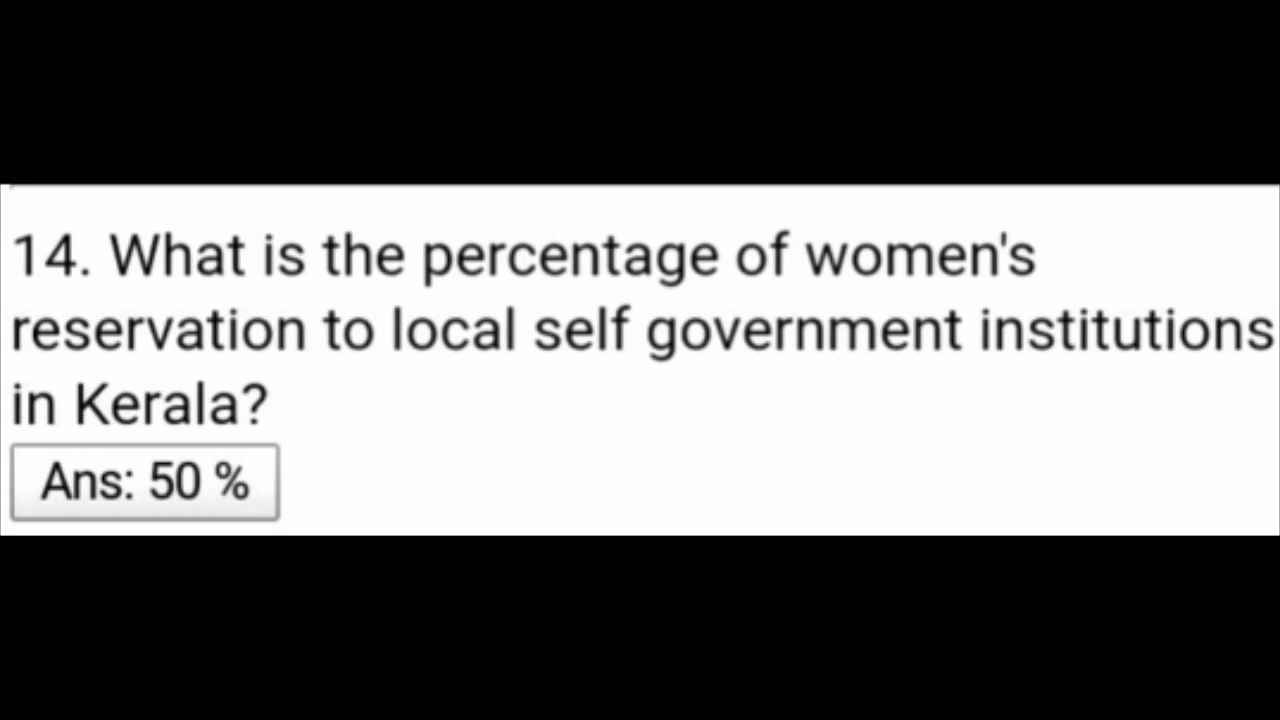 14. What is the percentage of women's
reservation to local self government institutions
in Kerala?
Ans: 50 %